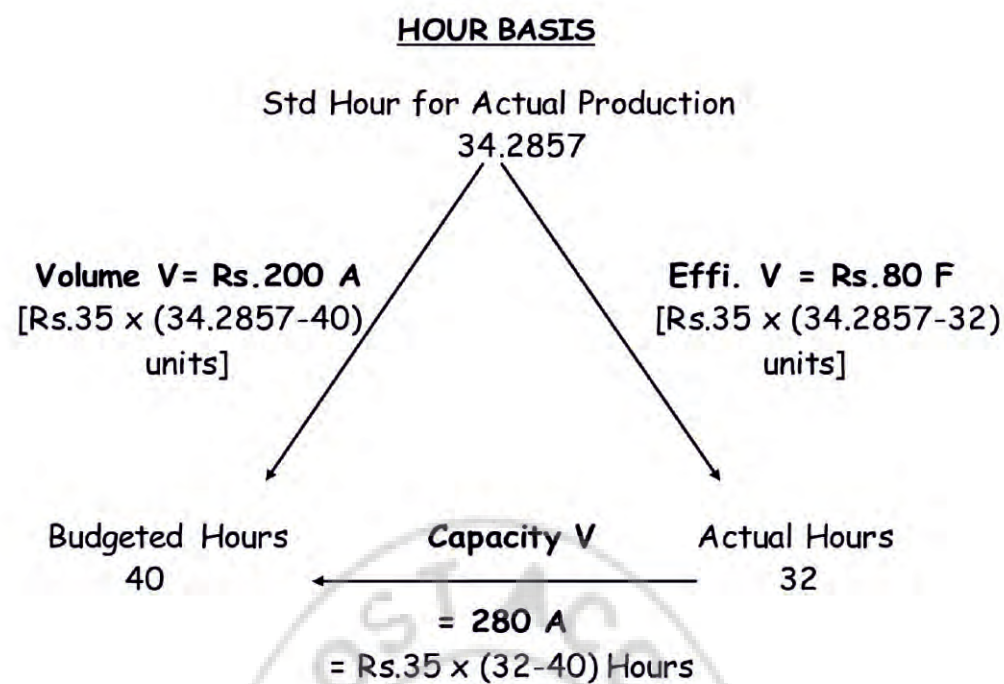 HOUR BASIS
Std Hour for Actual Production
34.2857
Volume V= Rs.200 A
[Rs.35 x (34.2857-40)
units]
Effi. V = Rs.80 F
[Rs.35 x (34.2857-32)
units]
Budgeted Hours
40
Capacity V
Actual Hours
32
= 280 A
= Rs.35 x (32-40) Hours